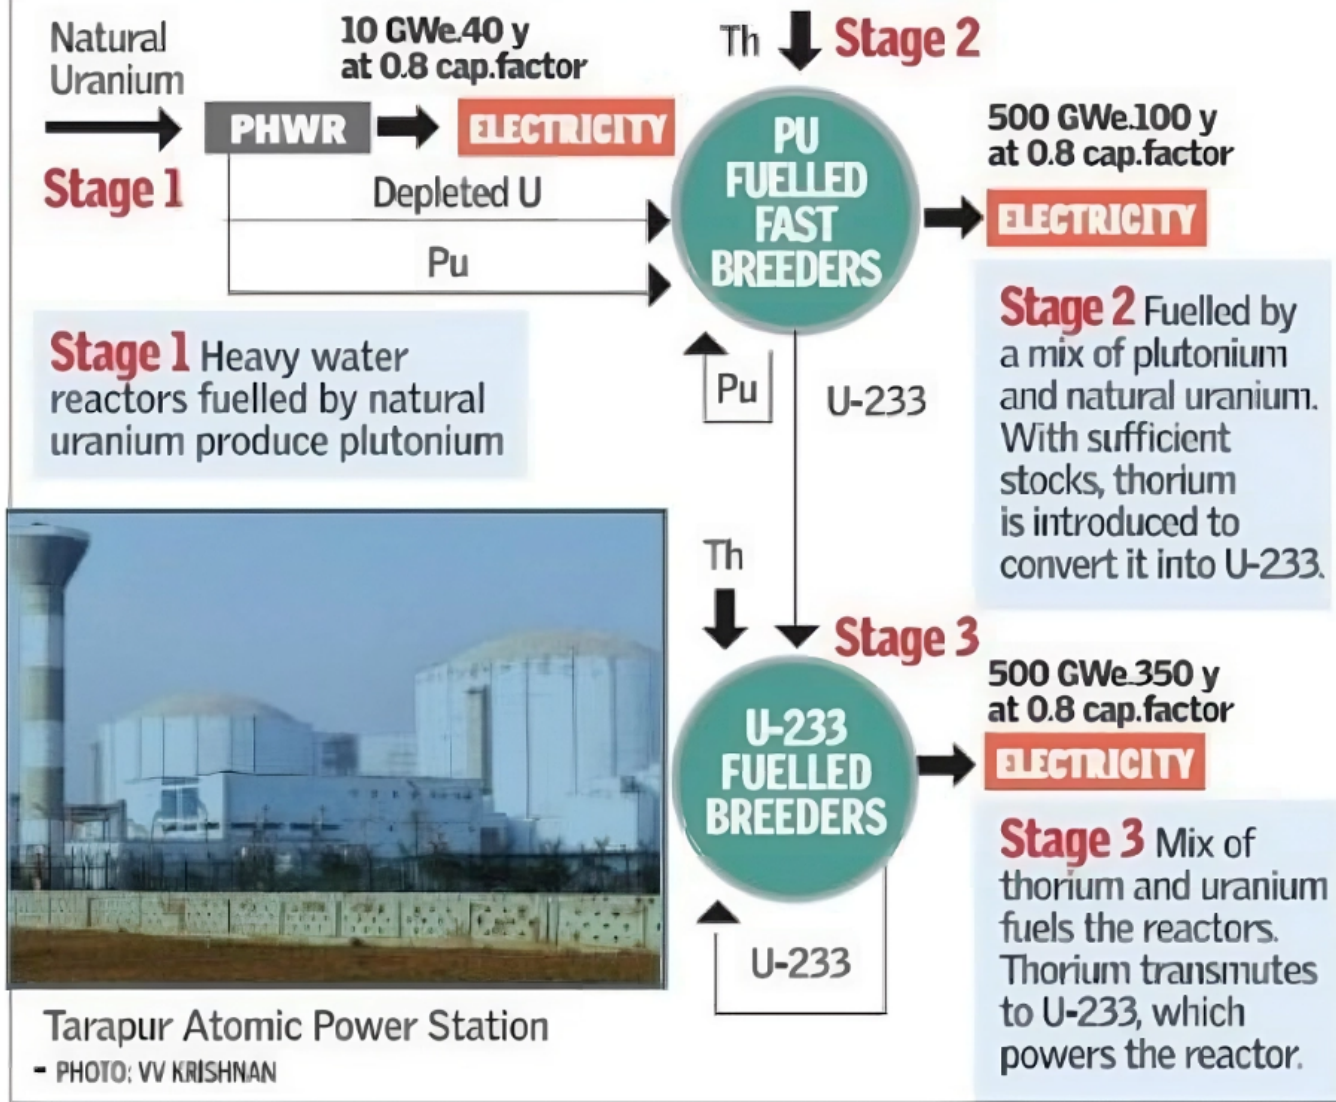 Natural
Uranium
10 GWe.40 y
at 0.8 cap.factor
PHWR
ELECTRICITY
Stage 1
Depleted U
Pu
Th
Stage 2
PU
FUELLED
FAST
BREEDERS
500 GWe.100 y
at 0.8 cap.factor
ELECTRICITY
Stage 1 Heavy water
reactors fuelled by natural
uranium produce plutonium
Pu
U-233
Stage 2 Fuelled by
a mix of plutonium
and natural uranium.
With sufficient
stocks, thorium
is introduced to
convert it into U-233.
Th
Stage 3
U-233
FUELLED
BREEDERS
500 GWe.350 y
at 0.8 cap.factor
ELECTRICITY
U-233
Stage 3 Mix of
thorium and uranium
fuels the reactors.
Thorium transmutes
to U-233, which
powers the reactor.
Tarapur Atomic Power Station
- PHOTO: VV KRISHNAN